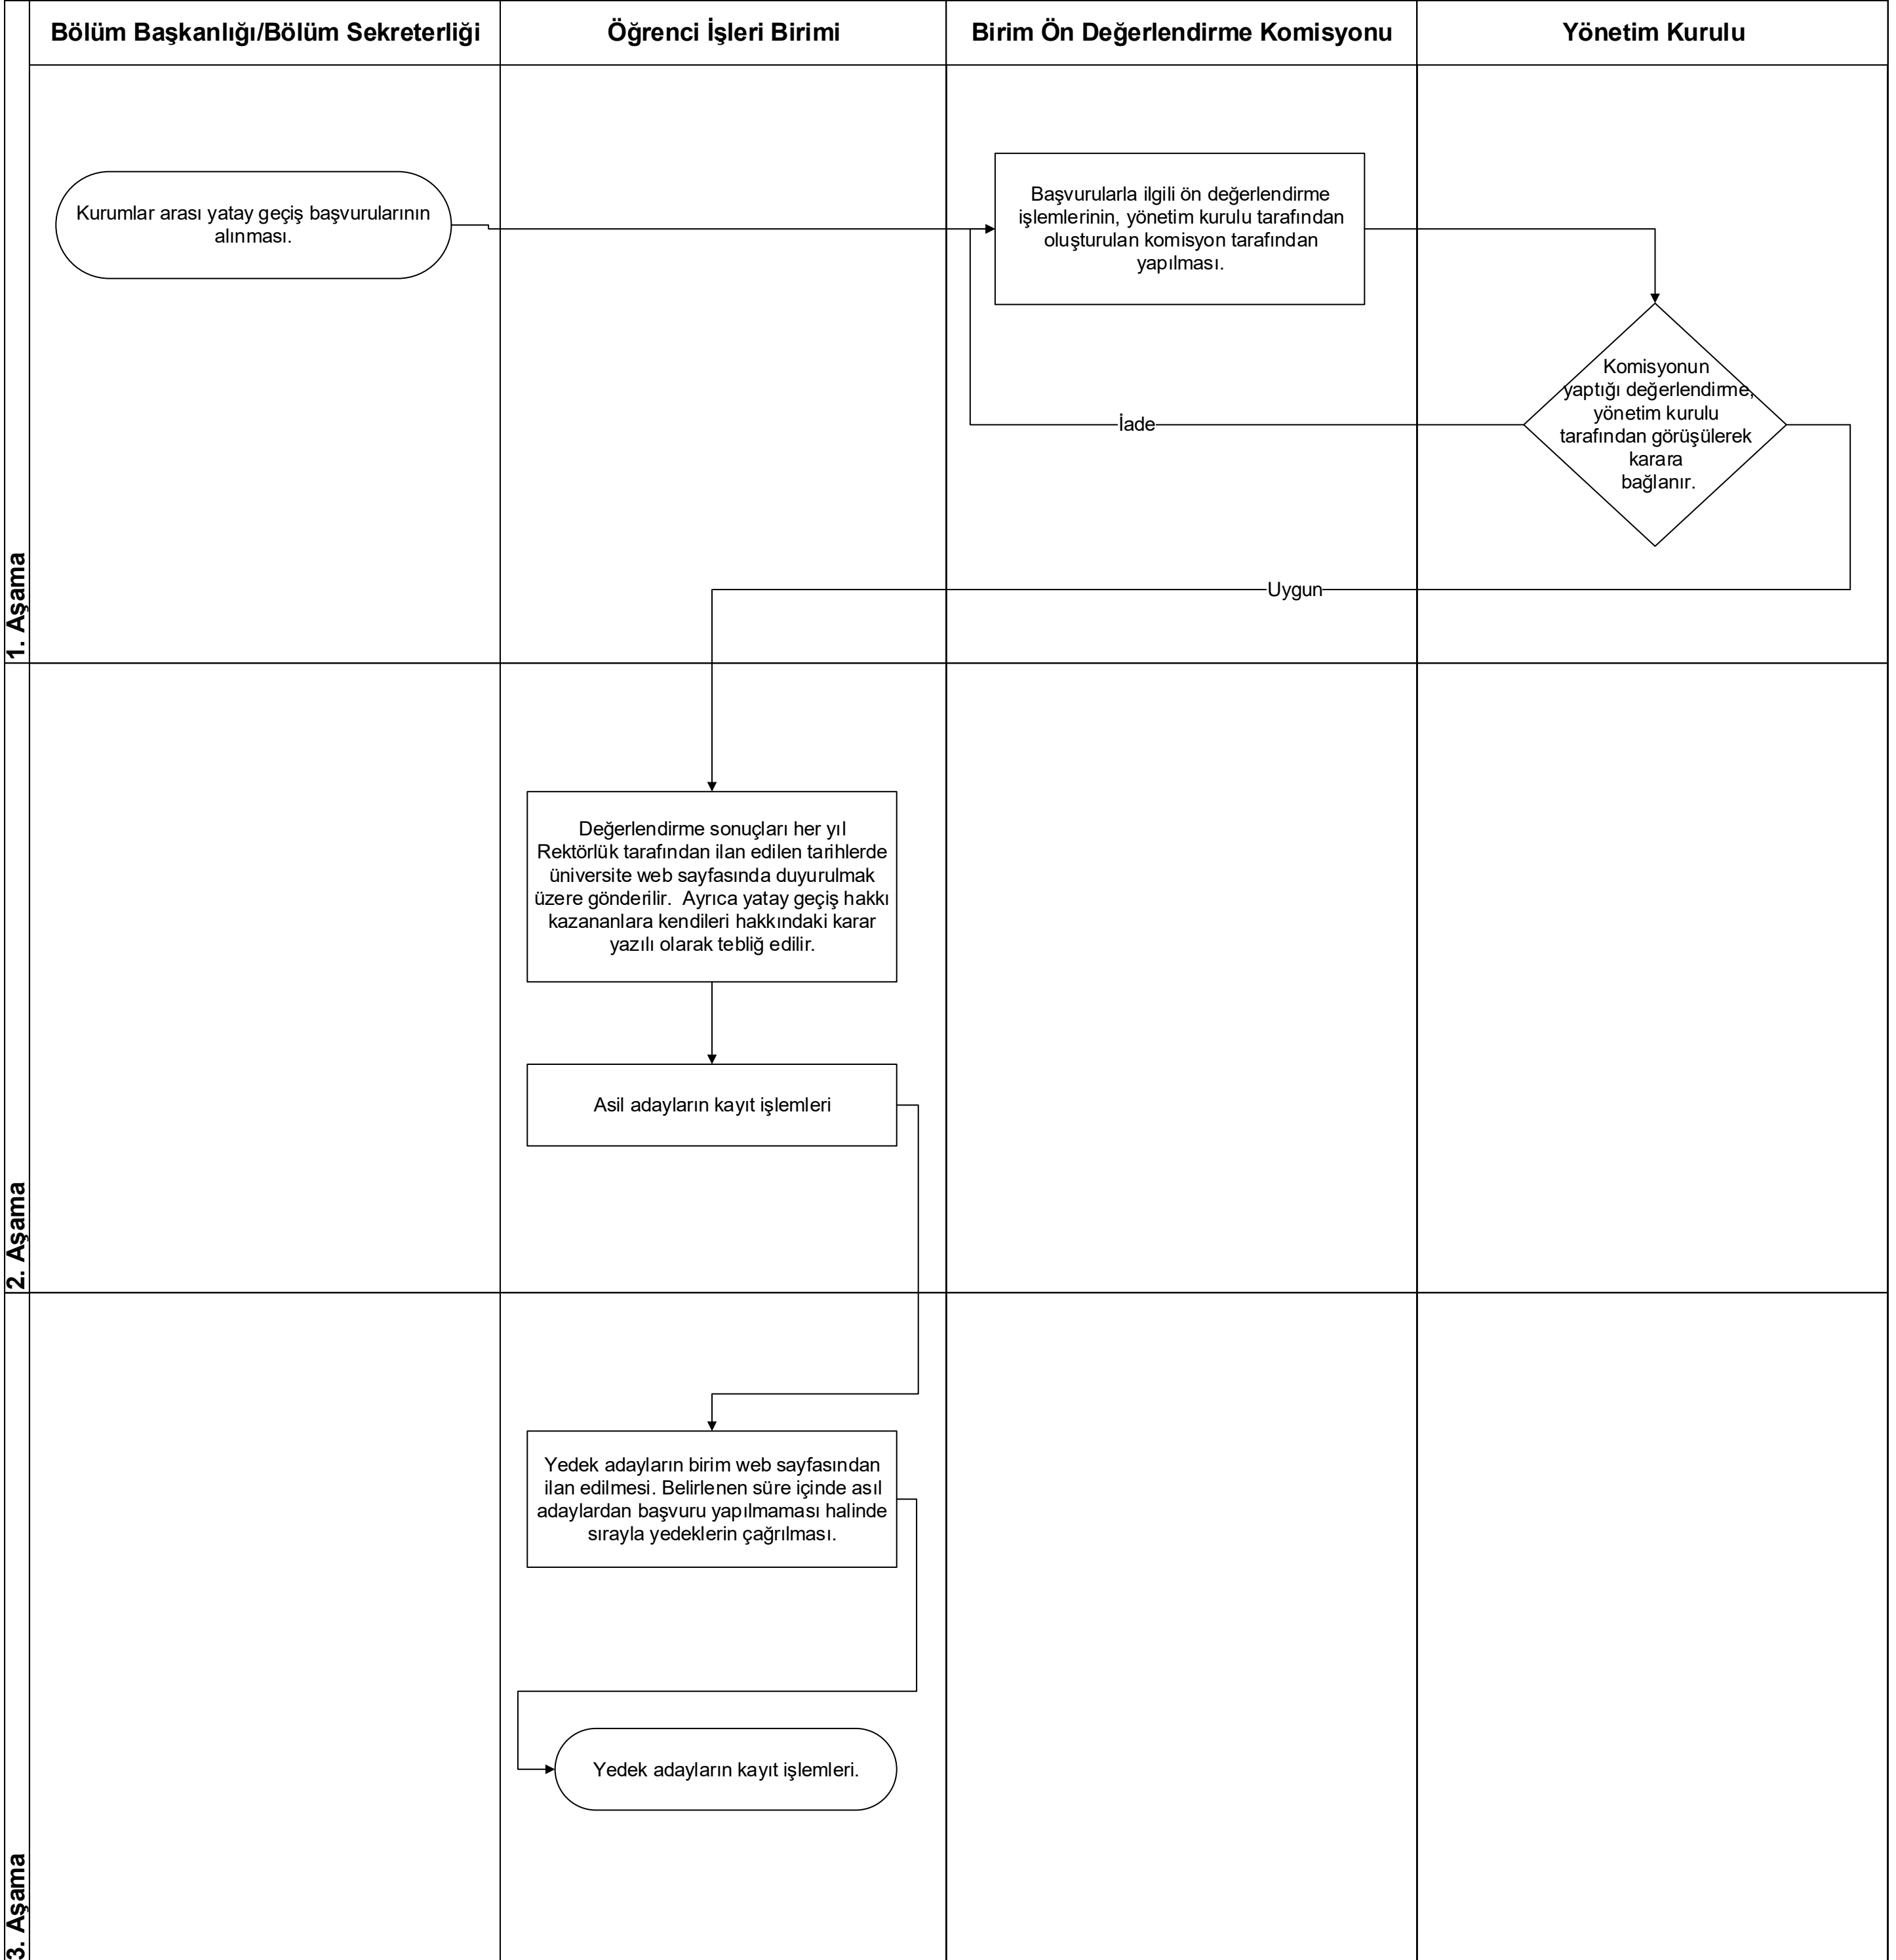 Bölüm Başkanlığı/Bölüm Sekreterliği
Öğrenci İşleri Birimi
Birim Ön Değerlendirme Komisyonu
Yönetim Kurulu
1. Aşama
Kurumlar arası yatay geçiş başvurularının
alınması.
Başvurularla ilgili ön değerlendirme
işlemlerinin, yönetim kurulu tarafından
oluşturulan komisyon tarafından
yapılması.
Komisyonun
yaptığı değerlendirme,
yönetim kurulu
tarafından görüşülerek
karara
bağlanır.
İade
Uygun
2. Aşama
Değerlendirme sonuçları her yıl
Rektörlük tarafından ilan edilen tarihlerde
üniversite web sayfasında duyurulmak
üzere gönderilir.  Ayrıca yatay geçiş hakkı
kazananlara kendileri hakkındaki karar
yazılı olarak tebliğ edilir.
Asil adayların kayıt işlemleri
3. Aşama
Yedek adayların birim web sayfasından
ilan edilmesi. Belirlenen süre içinde asıl
adaylardan başvuru yapılmaması halinde
sırayla yedeklerin çağrılması.
Yedek adayların kayıt işlemleri.